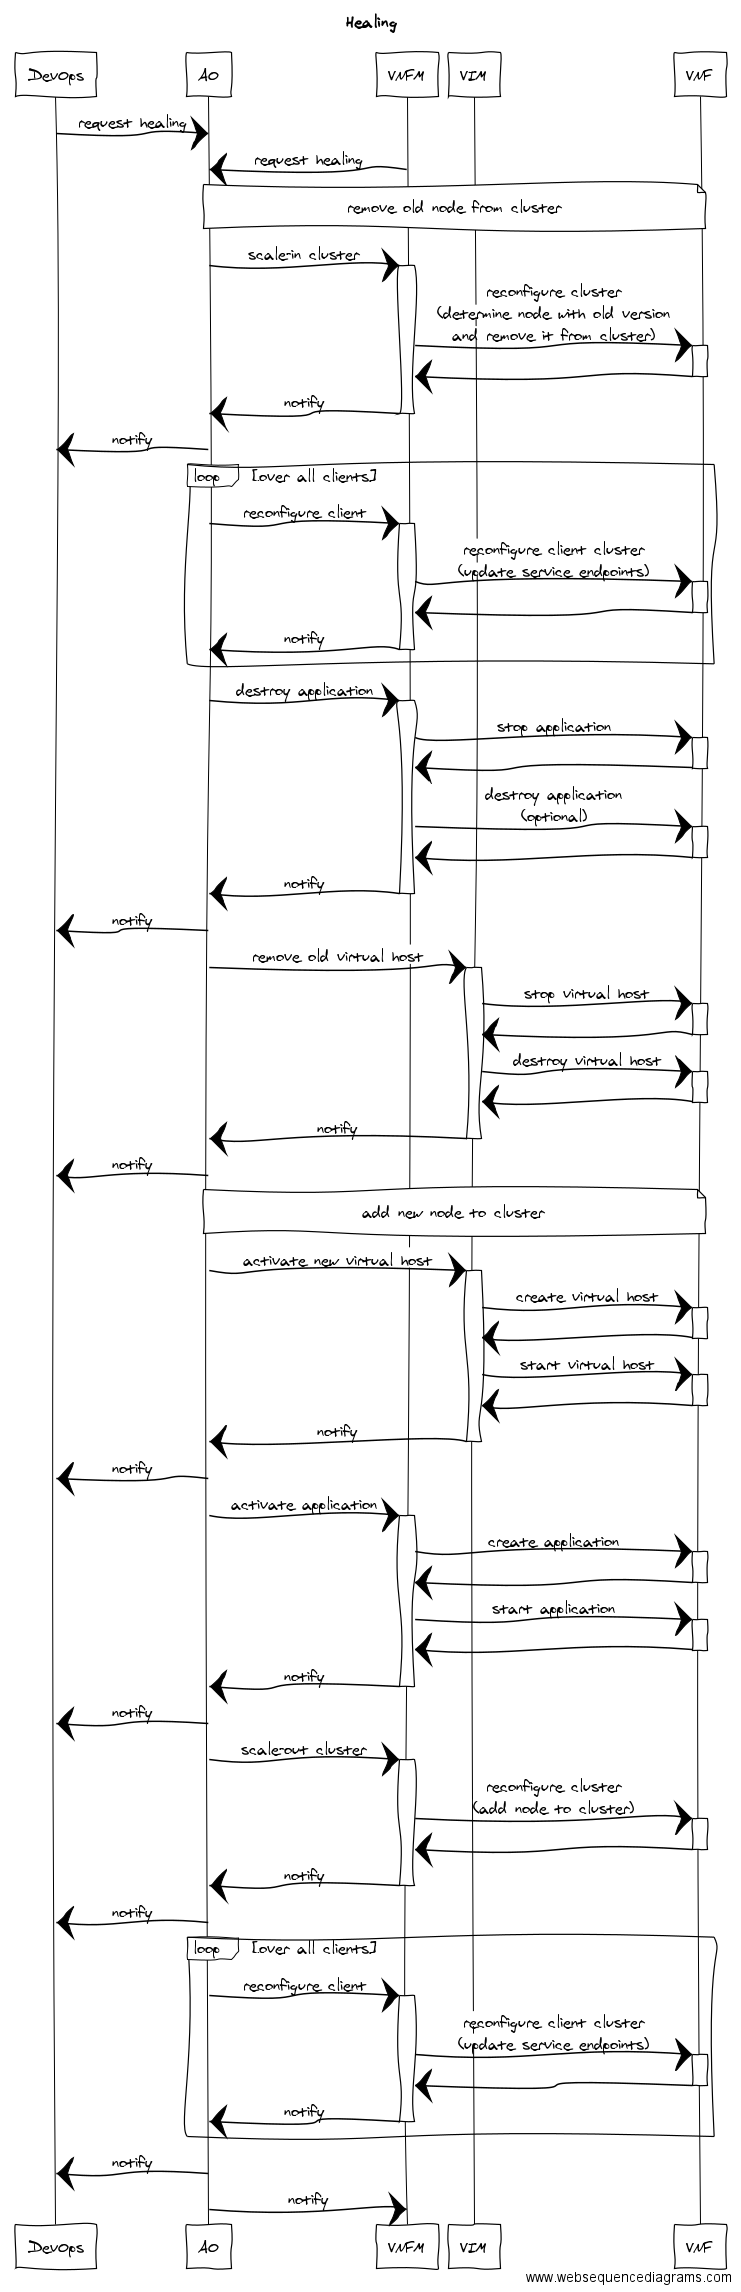 Healing
DevOps AO VNFM VIM VNF
request healing
request healing
remove old node from cluster
scale-in cluster
reconfigure cluster
(determine node with old version
and remove it from cluster)
notify
notify
loop [over all clients]
reconfigure client
reconfigure client cluster
(update service endpoints)
notify
destroy application
stop application
destroy application
(optional)
notify
notify
remove old virtual host
stop virtual host
destroy virtual host
notify
notify
add new node to cluster
activate new virtual host
create virtual host
start virtual host
notify
notify
activate application
create application
start application
notify
notify
scale-out cluster
reconfigure cluster
(add node to cluster)
notify
notify
loop [over all clients]
reconfigure client
reconfigure client cluster
(update service endpoints)
notify
notify
notify
DevOps AO VNFM VIM VNF
www.websequencediagrams.com